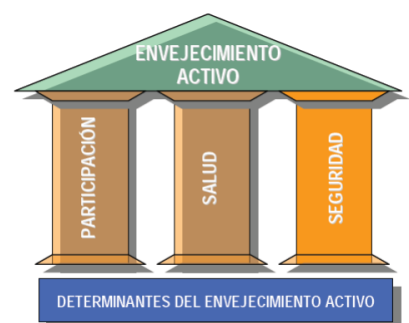 ENVEJECIMIENTO
ACTIVO
PARTICIPACIÓN
SALUD
SEGURIDAD
DETERMINANTES DEL ENVEJECIMIENTO ACTIVO